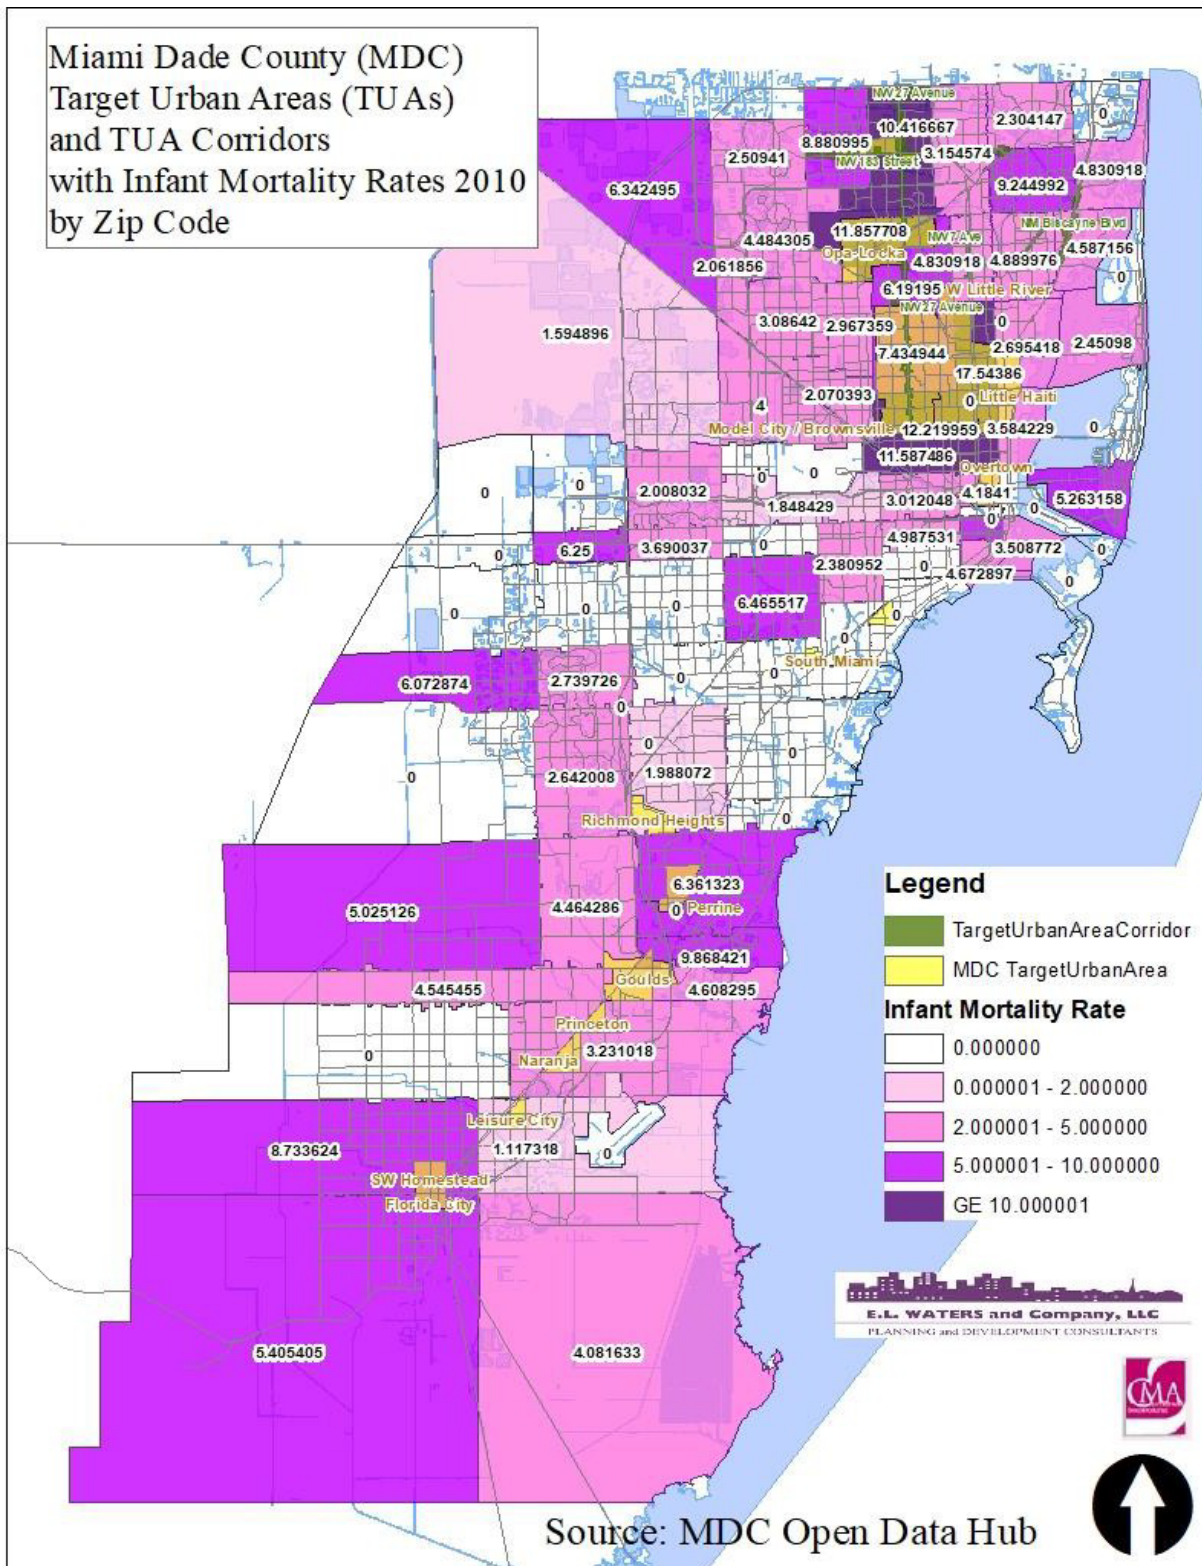 Miami Dade County (MDC)
Target Urban Areas (TUAs)
and TUA Corridors
with Infant Mortality Rates 2010
by Zip Code
NW 27 Avenue
2.304147
0
10.416667
8.880995
3.154574
2.50941
NW 183 Street
4.830918
6.342495
9.244992
NM Biscayne Blvd
11.857708
NW 7 Ave
4.484305
4.587156
Opa-Locka
4.830918
4.889976
2.061856
0
6.19195
W Little River
NW 27 Avenue
3.08642
2.967359
0
1.594896
2.695418
2.45098
7.434944
17.54386
2.070393
0
Little Haiti
4
Model City / Brownsville
12.219959
3.584229
0
11.587486
Overtown
0
0
0
0
2.008032
4.1841
5.263158
1.848429
3.012048
0
0
4.987531
0
3.690037
3.508772
0
6.25
0
2.380952
0
4.672897
0
6.465517
0
0
0
0
0
South Miami
6.072874
2.739726
0
0
0
0
0
2.642008
1.988072
Richmond Heights
0
6.361323
5.025126
4.464286
0
Perrine
9.868421
Goulds
4.545455
4.608295
Princeton
0
Naranja
3.231018
Leisure City
8.733624
1.117318
0
SW Homestead
Florida City
5.405405
4.081633
Legend
TargetUrbanAreaCorridor
MDC TargetUrbanArea
Infant Mortality Rate
0.000000
0.000001 - 2.000000
2.000001 - 5.000000
5.000001 - 10.000000
GE 10.000001
E.L. WATERS and Company, LLC
PLANNING and DEVELOPMENT CONSULTANTS
CMA
Source: MDC Open Data Hub